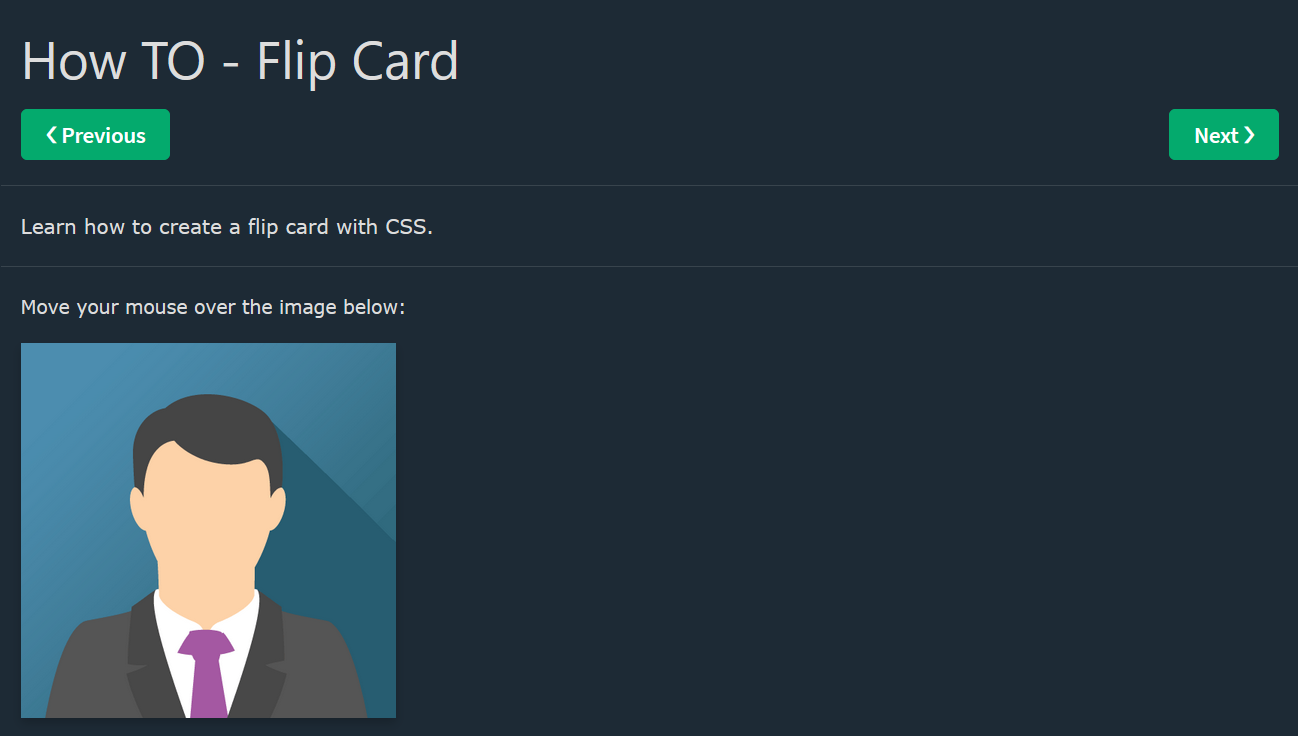 How TO - Flip Card
❮ Previous
Next ❯
Learn how to create a flip card with CSS.
Move your mouse over the image below: